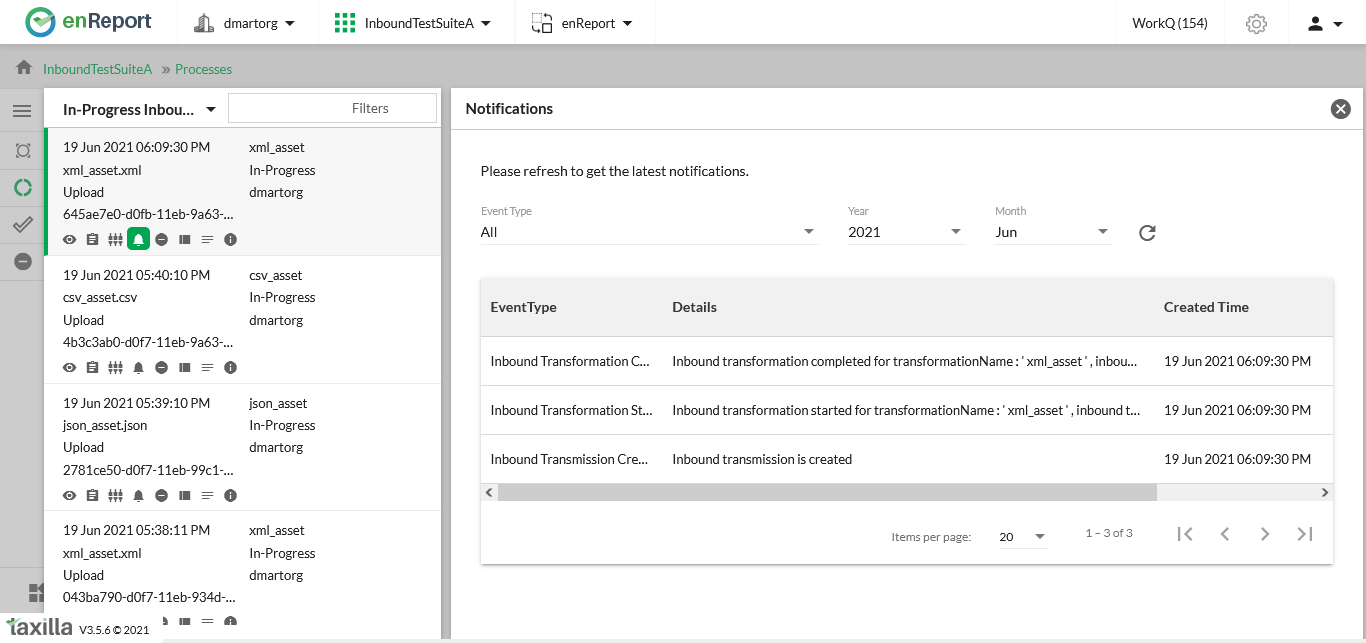 enReport dmartorg InboundTestSuiteA enReport WorkQ (154)
InboundTestSuiteA » Processes
In-Progress Inbou... Filters
19 Jun 2021 06:09:30 PM xml_asset
xml_asset.xml In-Progress
Upload dmartorg
645ae7e0-d0fb-11eb-9a63-...
19 Jun 2021 05:40:10 PM csv_asset
csv_asset.csv In-Progress
Upload dmartorg
4b3c3ab0-d0f7-11eb-9a63-...
19 Jun 2021 05:39:10 PM json_asset
json_asset.json In-Progress
Upload dmartorg
2781ce50-d0f7-11eb-99c1-...
19 Jun 2021 05:38:11 PM xml_asset
xml_asset.xml In-Progress
Upload dmartorg
043ba790-d0f7-11eb-934d-...
taxilla V3.5.6 © 2021
Notifications
Please refresh to get the latest notifications.
Event Type Year Month
All 2021 Jun
EventType Details Created Time
Inbound Transformation C... Inbound transformation completed for transformationName : ' xml_asset ' , inbou... 19 Jun 2021 06:09:30 PM
Inbound Transformation St... Inbound transformation started for transformationName : ' xml_asset ' , inbound t... 19 Jun 2021 06:09:30 PM
Inbound Transmission Cre... Inbound transmission is created 19 Jun 2021 06:09:30 PM
Items per page: 20 1 – 3 of 3